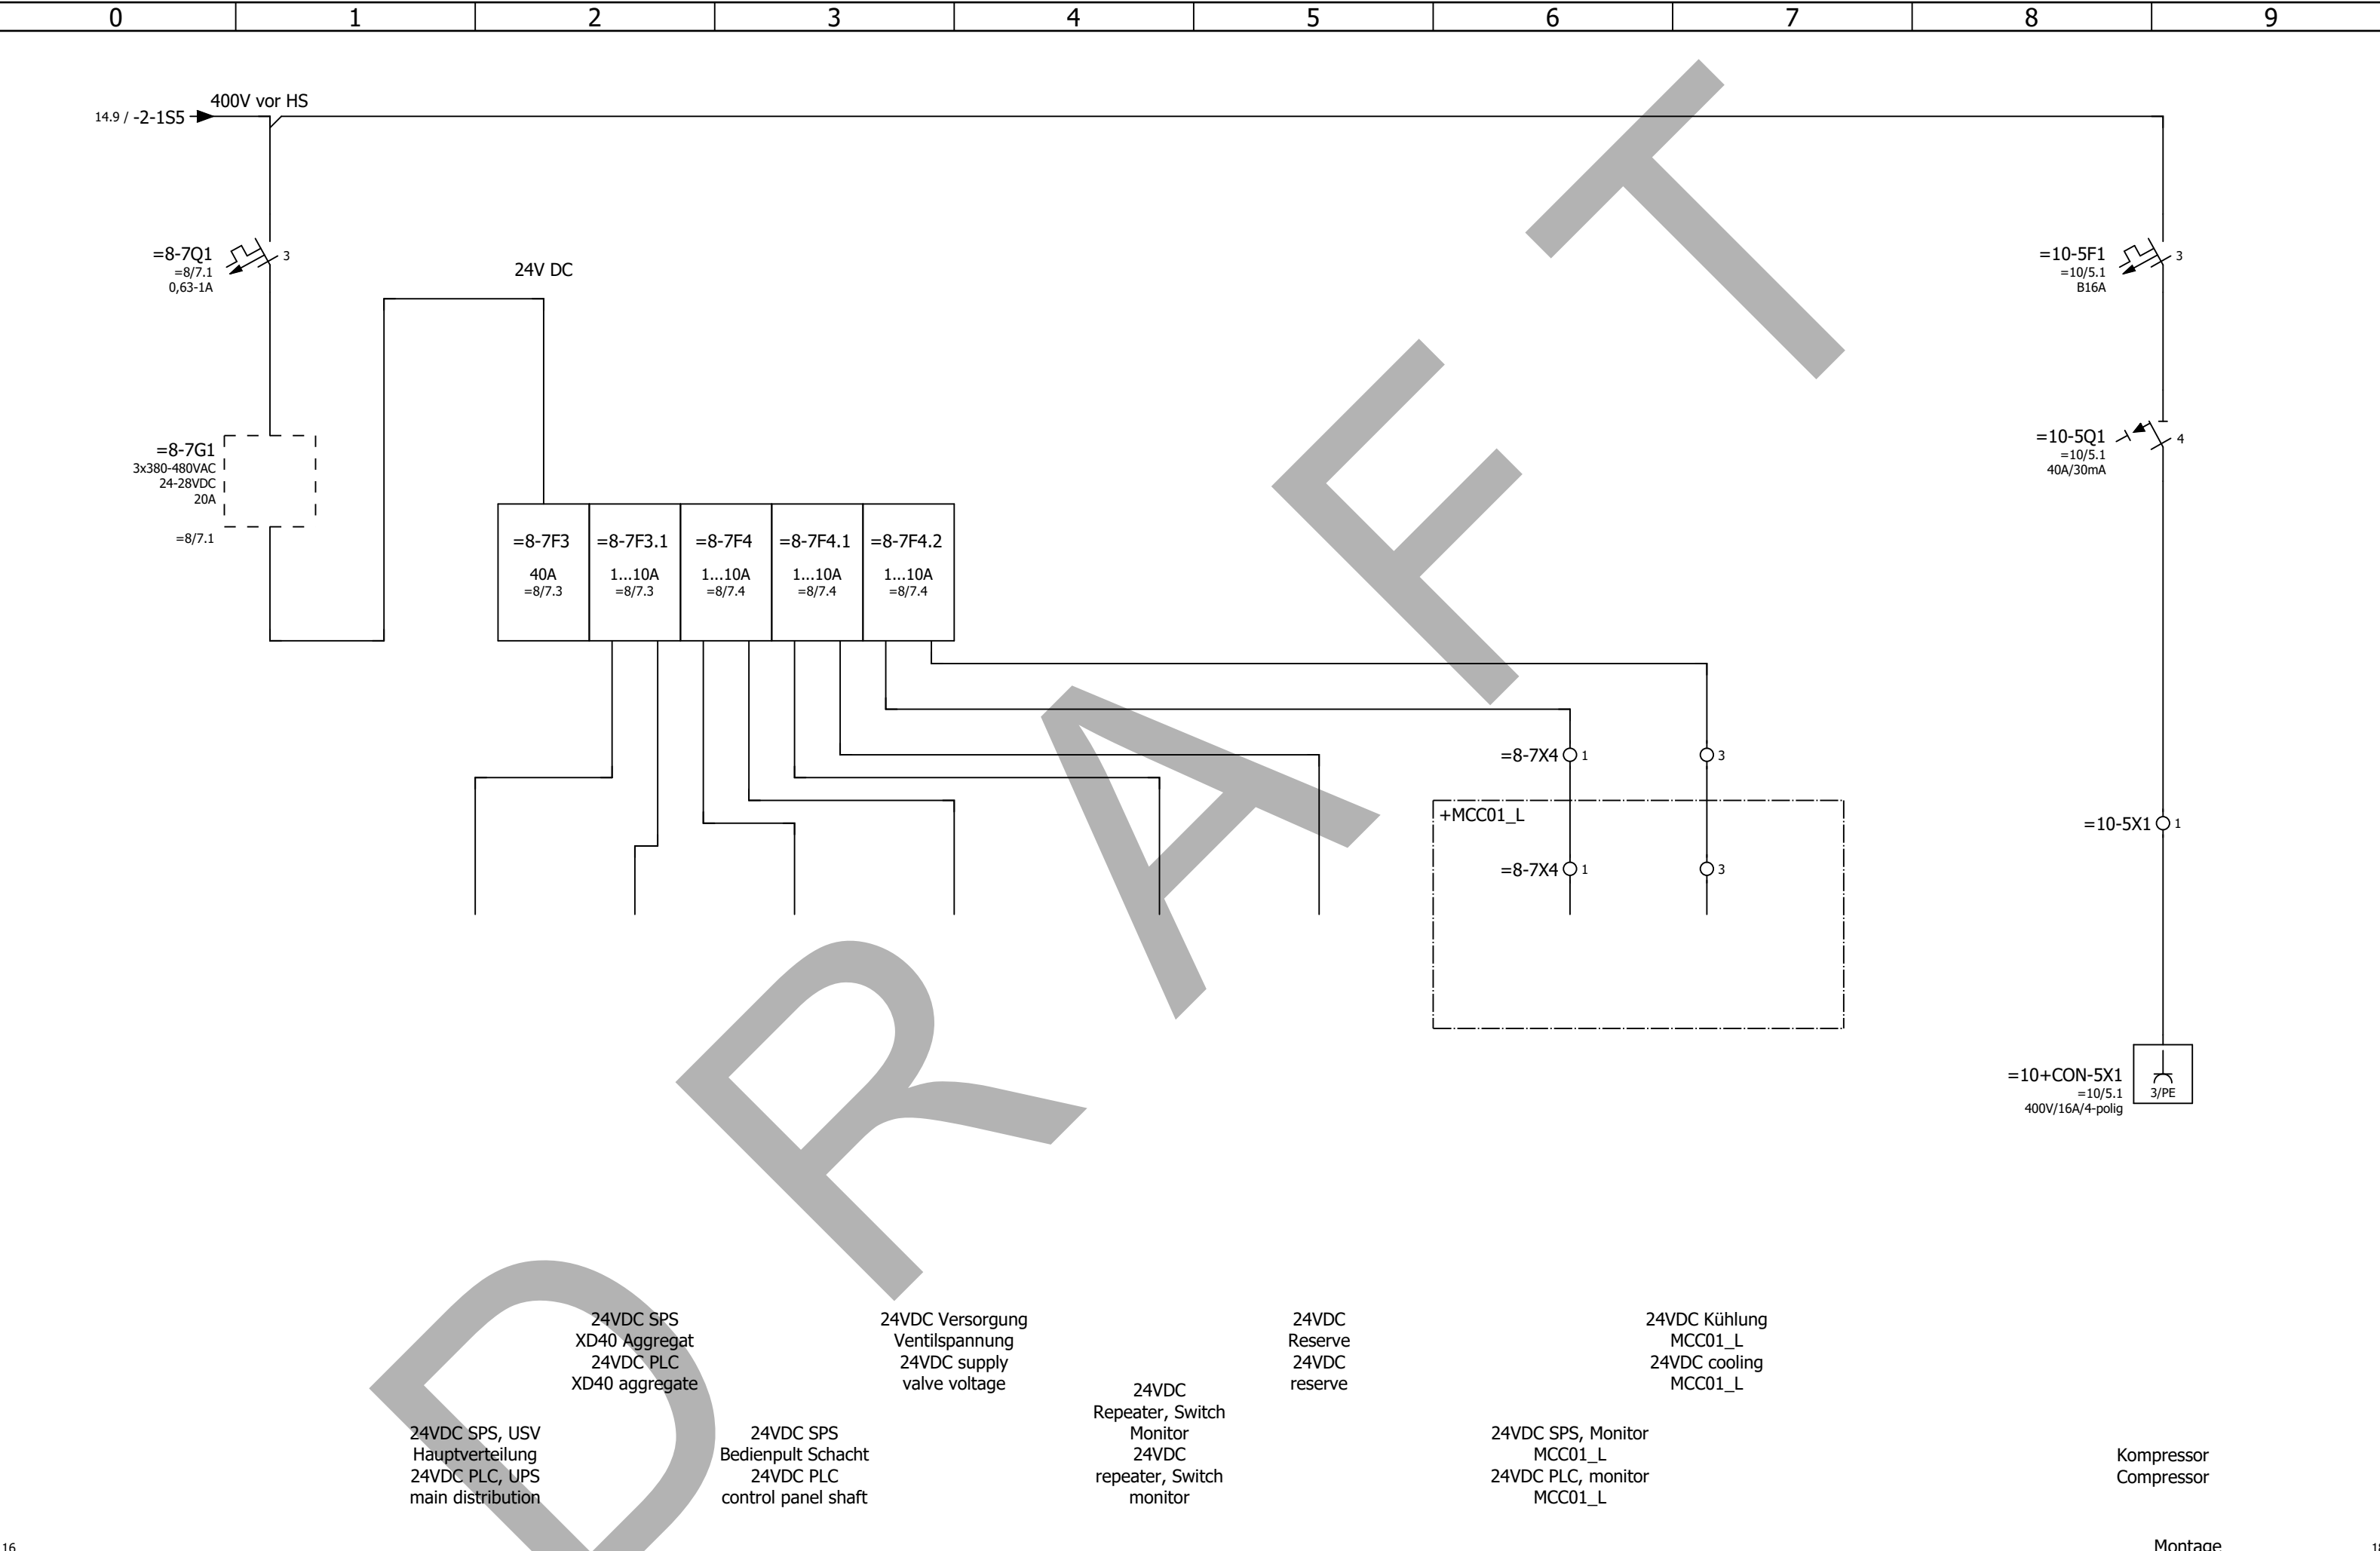 0 1 2 3 4 5 6 7 8 9
400V vor HS
14.9 / -2-1S5
=8-7Q1
=8/7.1
0,63-1A
3
24V DC
=10-5F1
=10/5.1
B16A
3
=8-7G1
3x380-480VAC
24-28VDC
20A
=8/7.1
=10-5Q1
=10/5.1
40A/30mA
4
=8-7F3
40A
=8/7.3
=8-7F3.1
1...10A
=8/7.3
=8-7F4
1...10A
=8/7.4
=8-7F4.1
1...10A
=8/7.4
=8-7F4.2
1...10A
=8/7.4
=8-7X4 1 3
+MCC01_L
=8-7X4 1 3
=10-5X1 1
=10+CON-5X1
=10/5.1
400V/16A/4-polig
3/PE
DRAFT
24VDC SPS, USV
Hauptverteilung
24VDC PLC, UPS
main distribution
24VDC SPS
XD40 Aggregat
24VDC PLC
XD40 aggregate
24VDC SPS
Bedienpult Schacht
24VDC PLC
control panel shaft
24VDC Versorgung
Ventilspannung
24VDC supply
valve voltage
24VDC
Repeater, Switch
Monitor
24VDC
repeater, Switch
monitor
24VDC
Reserve
24VDC
reserve
24VDC SPS, Monitor
MCC01_L
24VDC PLC, monitor
MCC01_L
24VDC Kühlung
MCC01_L
24VDC cooling
MCC01_L
Kompressor
Compressor
16
Montage